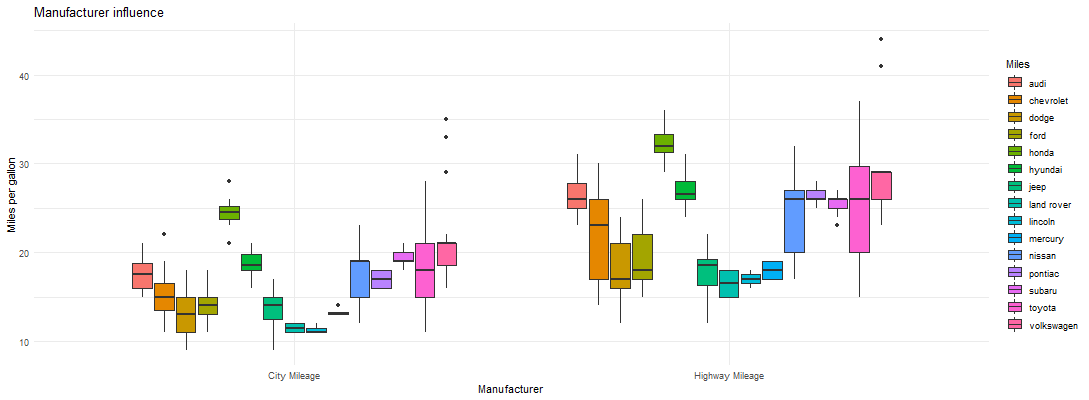 Manufacturer influence
Miles per gallon
40
30
20
10
City Mileage
Highway Mileage
Manufacturer
Miles
audi
chevrolet
dodge
ford
honda
hyundai
jeep
land rover
lincoln
mercury
nissan
pontiac
subaru
toyota
volkswagen